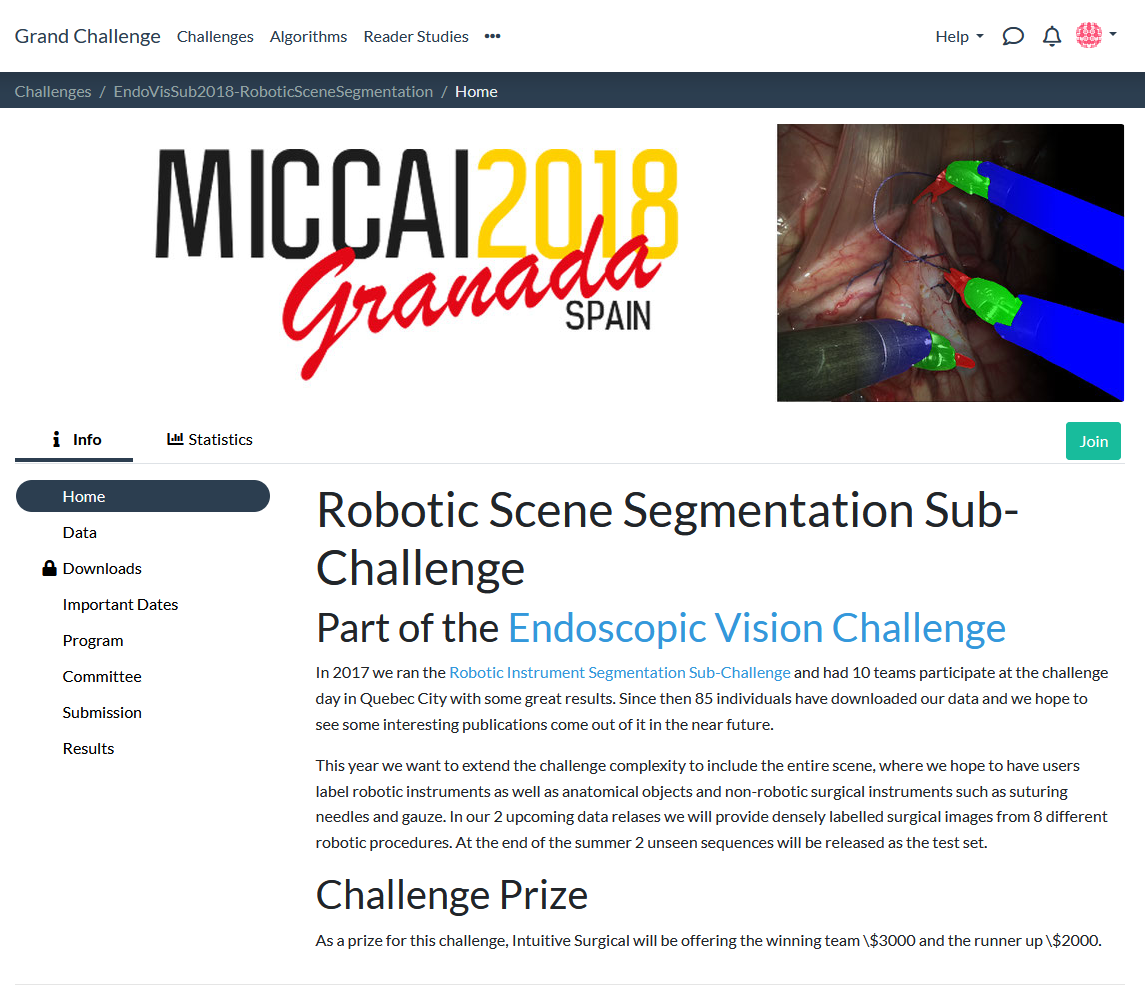 Grand Challenge Challenges Algorithms Reader Studies ••• Help
Challenges / EndoVisSub2018-RoboticSceneSegmentation / Home
MICCAI2018
Granada
SPAIN
Info Statistics Join
Home
Data
Downloads
Important Dates
Program
Committee
Submission
Results
Robotic Scene Segmentation Sub-
Challenge
Part of the Endoscopic Vision Challenge
In 2017 we ran the Robotic Instrument Segmentation Sub-Challenge and had 10 teams participate at the challenge
day in Quebec City with some great results. Since then 85 individuals have downloaded our data and we hope to
see some interesting publications come out of it in the near future.
This year we want to extend the challenge complexity to include the entire scene, where we hope to have users
label robotic instruments as well as anatomical objects and non-robotic surgical instruments such as suturing
needles and gauze. In our 2 upcoming data relases we will provide densely labelled surgical images from 8 different
robotic procedures. At the end of the summer 2 unseen sequences will be released as the test set.
Challenge Prize
As a prize for this challenge, Intuitive Surgical will be offering the winning team \$3000 and the runner up \$2000.